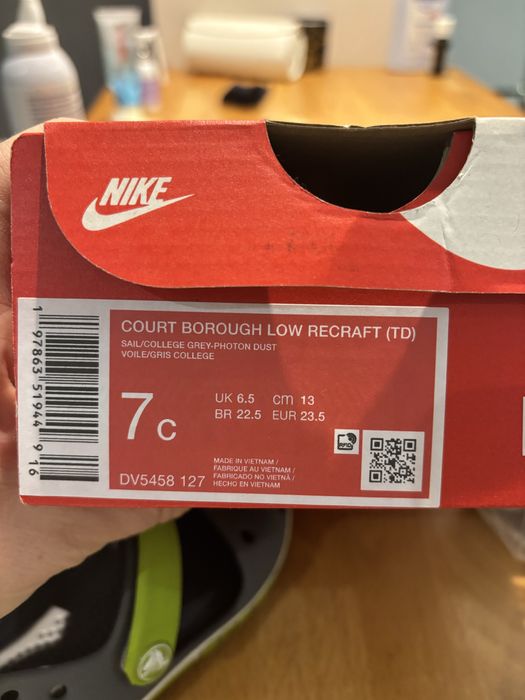 NIKE
COURT BOROUGH LOW RECRAFT (TD)
SAIL/COLLEGE GREY-PHOTON DUST
VOILE/GRIS COLLEGE
7C
UK 6.5 cm 13
BR 22.5 EUR 23.5
MADE IN VIETNAM /
FABRIQUE AU VIETNAM /
FABRICADO NO VIETNÃ /
HECHO EN VIETNAM
DV5458 127
1 97863 51944 9 16